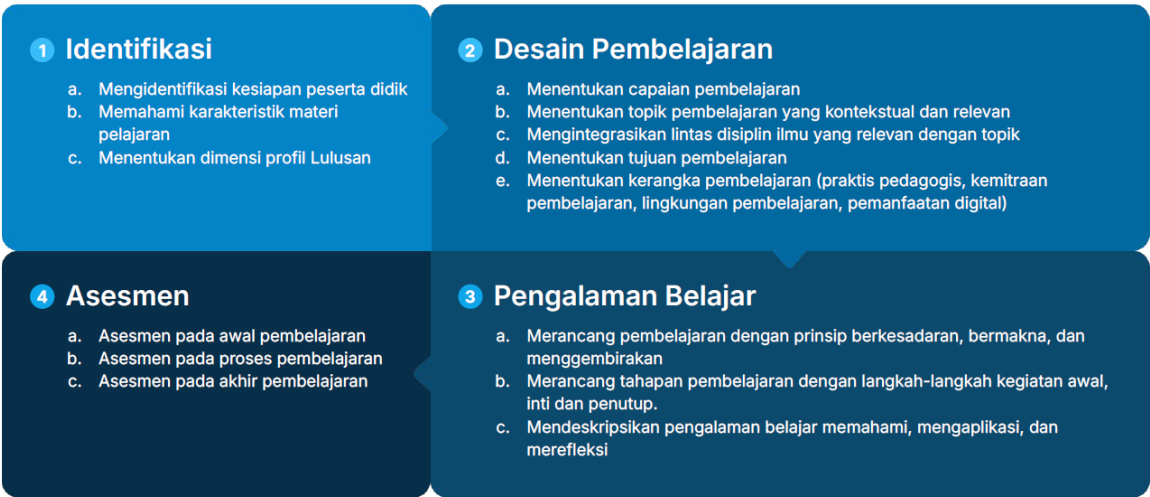 1 Identifikasi
a. Mengidentifikasi kesiapan peserta didik
b. Memahami karakteristik materi
pelajaran
c. Menentukan dimensi profil Lulusan
2 Desain Pembelajaran
a. Menentukan capaian pembelajaran
b. Menentukan topik pembelajaran yang kontekstual dan relevan
c. Mengintegrasikan lintas disiplin ilmu yang relevan dengan topik
d. Menentukan tujuan pembelajaran
e. Menentukan kerangka pembelajaran (praktis pedagogis, kemitraan
pembelajaran, lingkungan pembelajaran, pemanfaatan digital)
3 Pengalaman Belajar
a. Merancang pembelajaran dengan prinsip berkesadaran, bermakna, dan
menggembirakan
b. Merancang tahapan pembelajaran dengan langkah-langkah kegiatan awal,
inti dan penutup.
c. Mendeskripsikan pengalaman belajar memahami, mengaplikasi, dan
merefleksi
4 Asesmen
a. Asesmen pada awal pembelajaran
b. Asesmen pada proses pembelajaran
c. Asesmen pada akhir pembelajaran